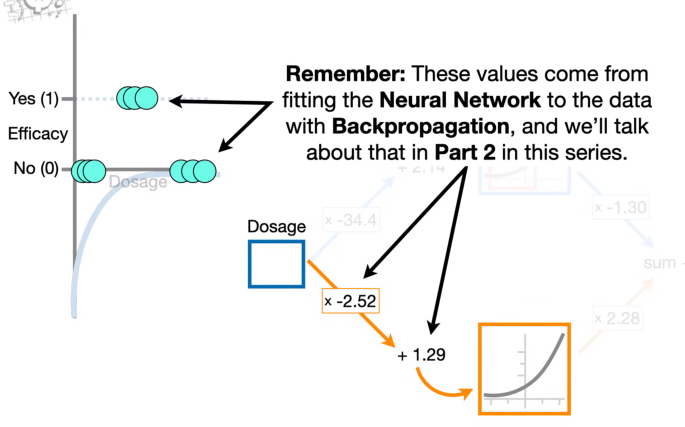 Remember: These values come from
fitting the Neural Network to the data
with Backpropagation, and we'll talk
about that in Part 2 in this series.
Yes (1)
Efficacy
No (0)
Dosage
+ 2.14
x -34.4
x -1.30
Dosage
sum -
x -2.52
x 2.28
+ 1.29